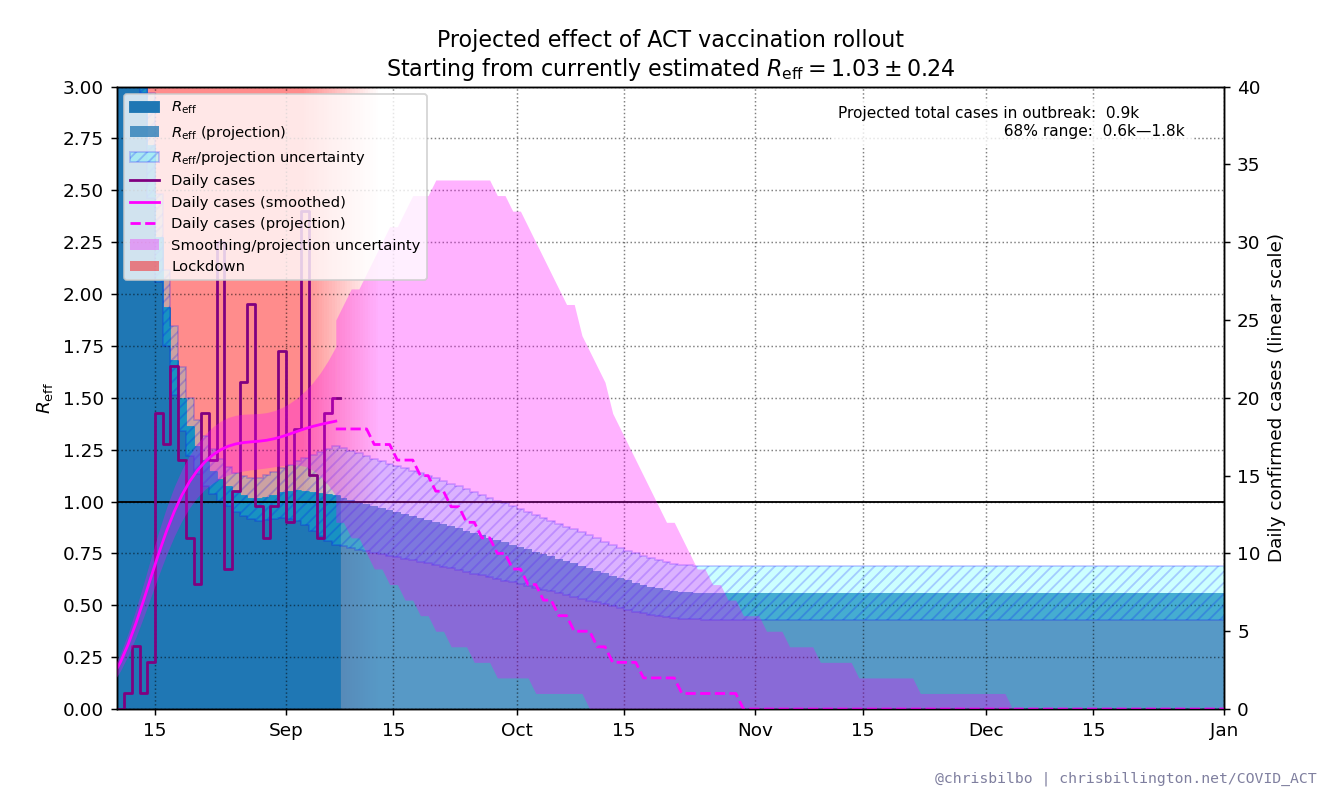 Projected effect of ACT vaccination rollout
Starting from currently estimated Reff = 1.03 ± 0.24
Projected total cases in outbreak: 0.9k
68% range: 0.6k—1.8k
Reff
Reff (projection)
Reff/projection uncertainty
Daily cases
Daily cases (smoothed)
Daily cases (projection)
Smoothing/projection uncertainty
Lockdown
3.00
2.75
2.50
2.25
2.00
1.75
1.50
1.25
1.00
0.75
0.50
0.25
0.00
Reff
40
35
30
25
20
15
10
5
0
Daily confirmed cases (linear scale)
15 Sep 15 Oct 15 Nov 15 Dec 15 Jan
@chrisbilbo | chrisbillington.net/COVID_ACT